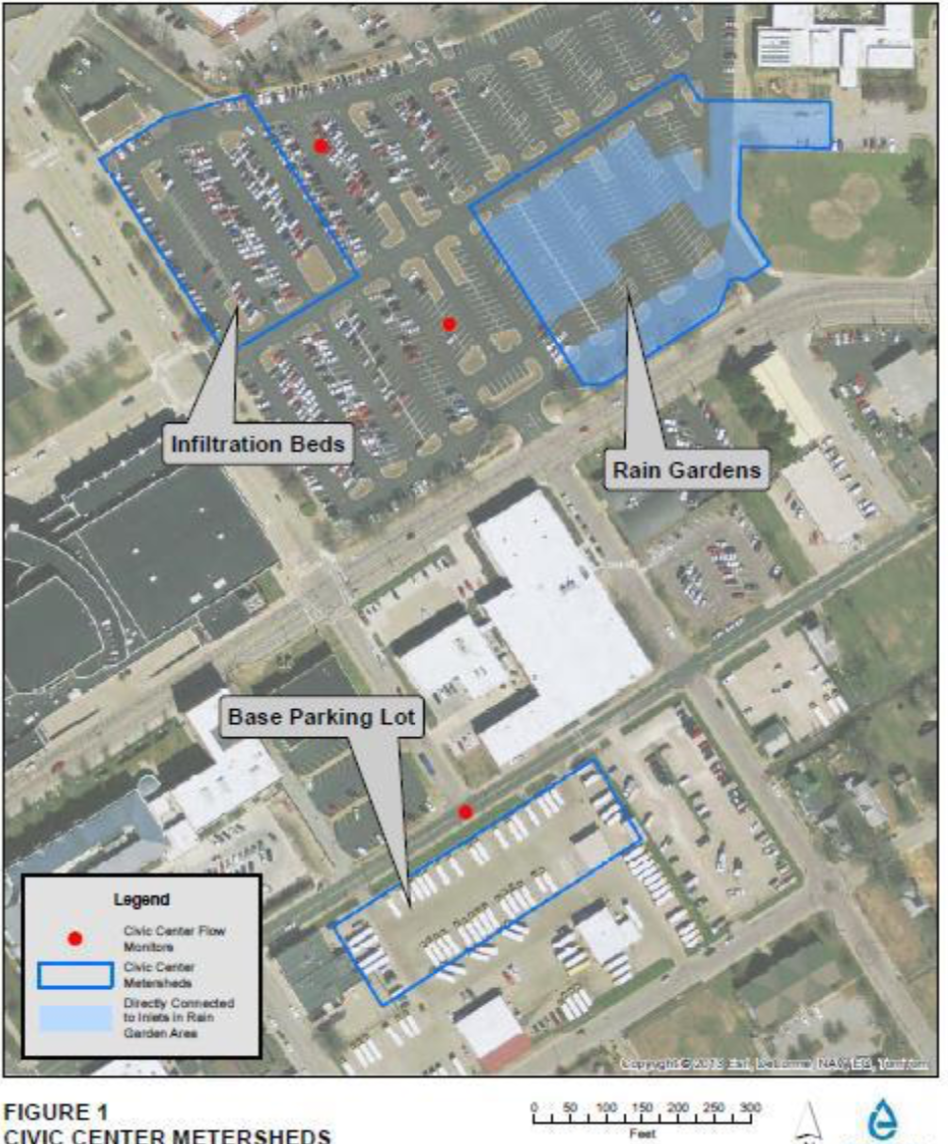 Infiltration Beds
Rain Gardens
Base Parking Lot
Legend
Civic Center Flow
Monitors
Civic Center
Metersheds
Directly Connected
to Inlets in Rain
Garden Area
Copyright:© 2013 Esri, DeLorme, NAVTEQ, TomTom
FIGURE 1
CIVIC CENTER METERSHEDS
0 50 100 150 200 250 300
Feet